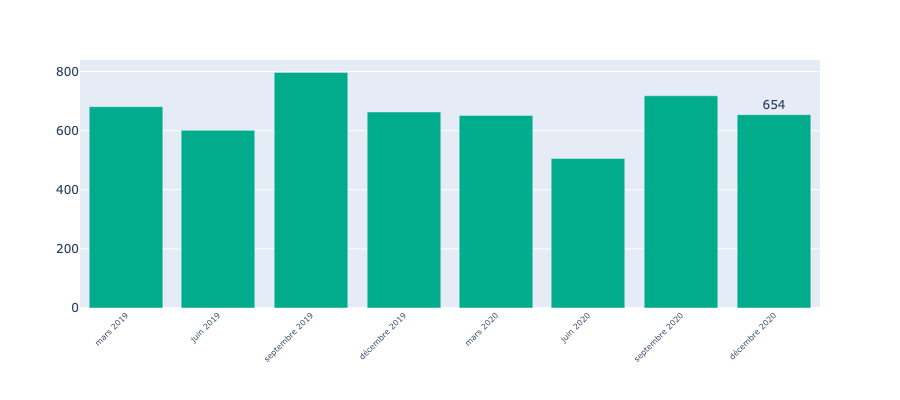 800
600
400
200
0
654
mars 2019
juin 2019
septembre 2019
décembre 2019
mars 2020
juin 2020
septembre 2020
décembre 2020